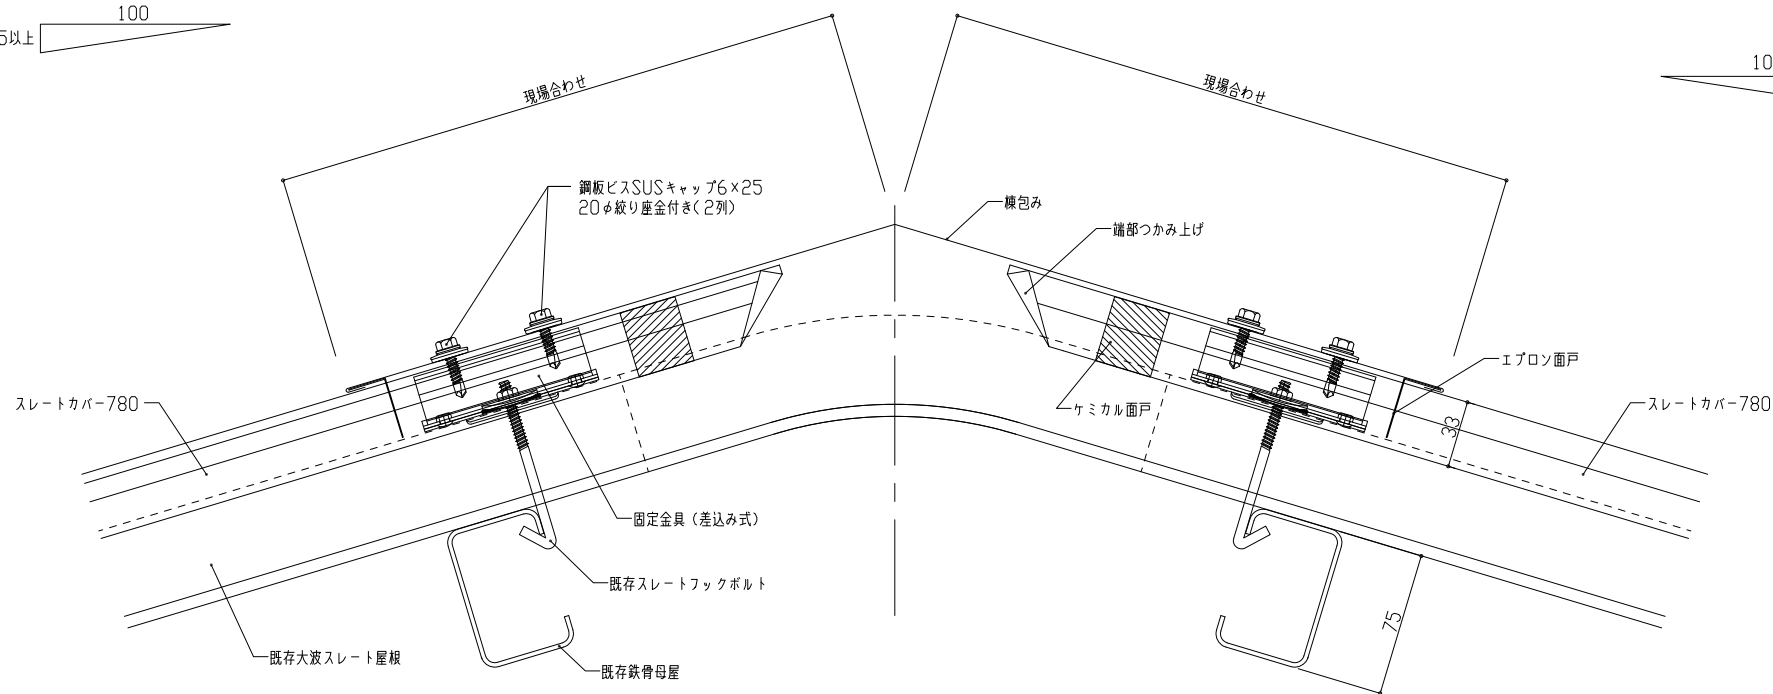 100
5以上
10
現場合わせ
現場合わせ
鋼板ビスSUSキャップ6×25
20φ絞り座金付き(2列)
棟包み
端部つかみ上げ
エプロン面戸
スレートカバー780
ケミカル面戸
スレートカバー780
33
固定金具(差込み式)
既存スレートフックボルト
75
既存大波スレート屋根
既存鉄骨母屋